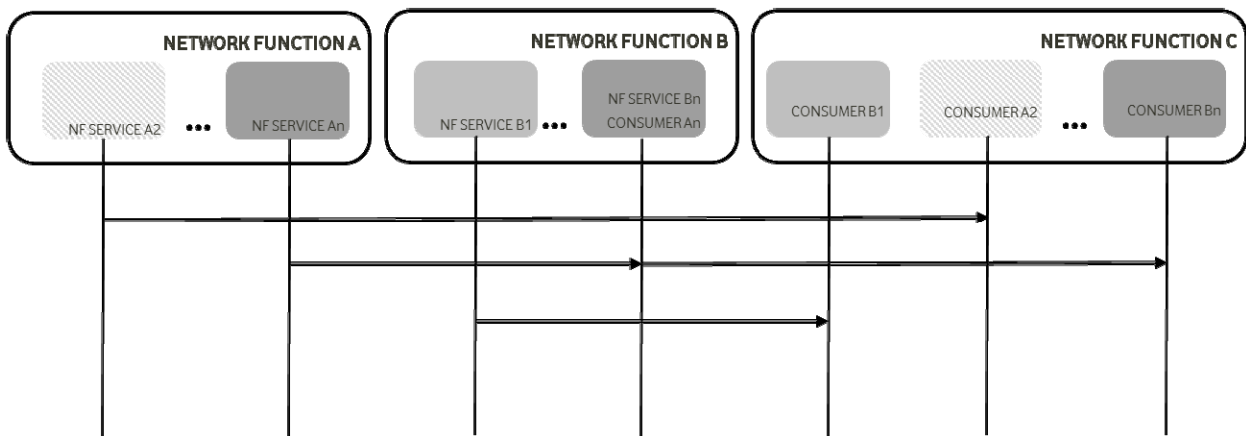 NETWORK FUNCTION A
NF SERVICE A2
...
NF SERVICE An
NETWORK FUNCTION B
NF SERVICE B1
...
NF SERVICE Bn
CONSUMER An
NETWORK FUNCTION C
CONSUMER B1
CONSUMER A2
...
CONSUMER Bn